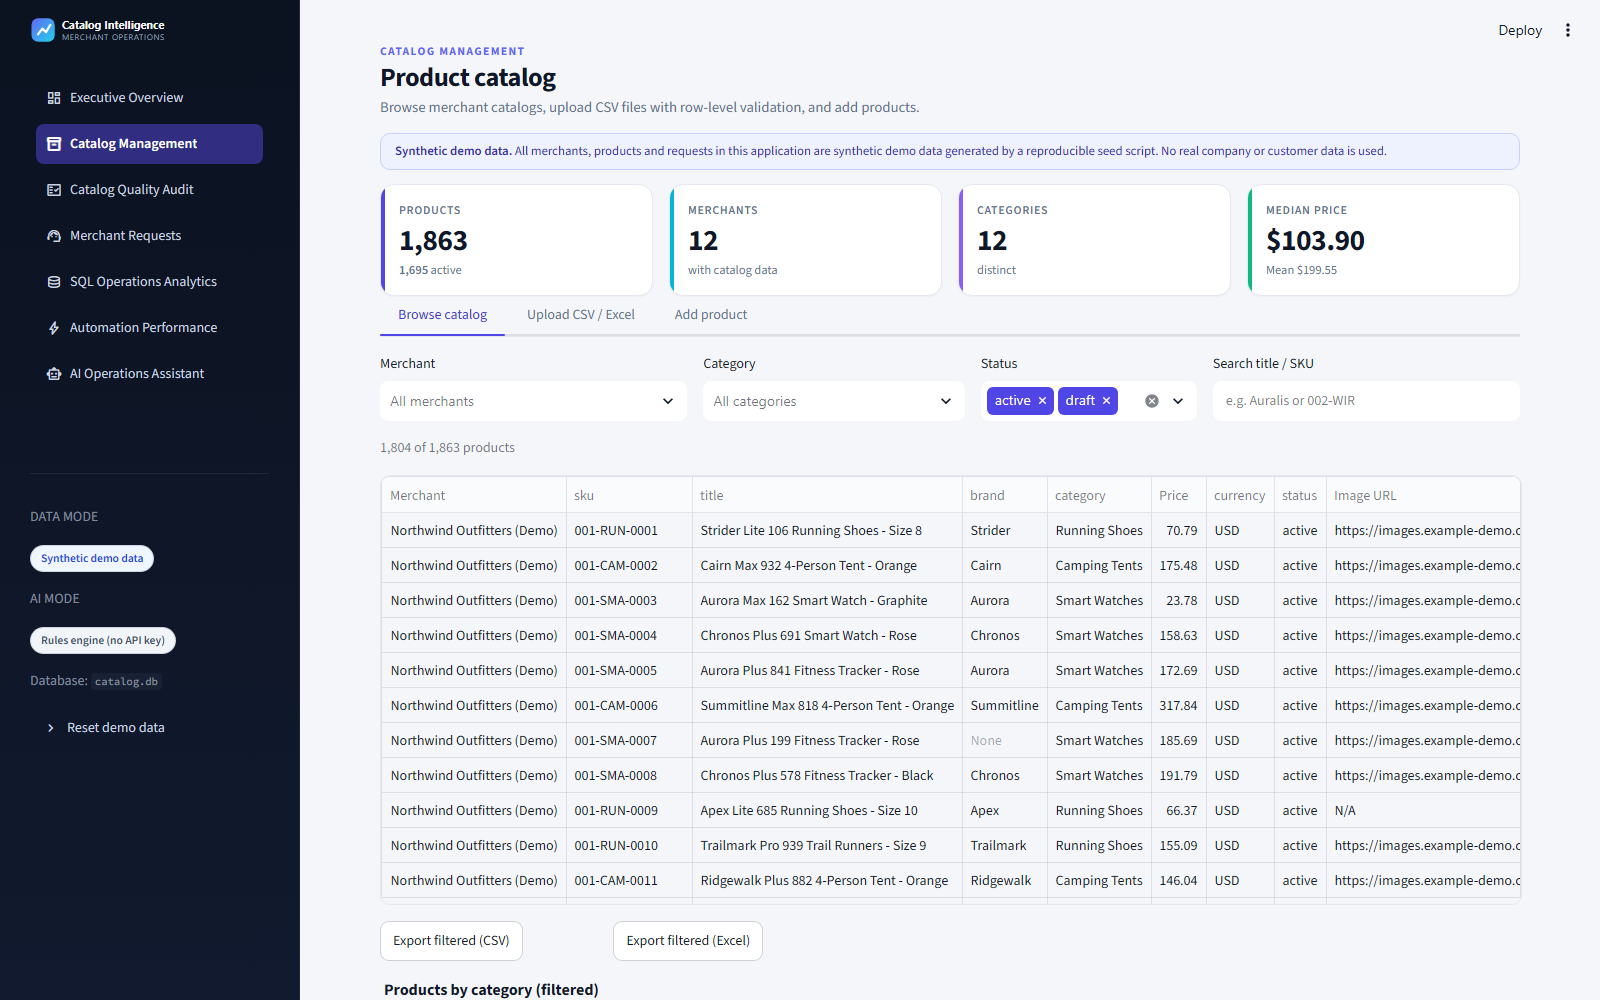 Catalog Intelligence
MERCHANT OPERATIONS
Executive Overview
Catalog Management
Catalog Quality Audit
Merchant Requests
SQL Operations Analytics
Automation Performance
AI Operations Assistant
DATA MODE
Synthetic demo data
AI MODE
Rules engine (no API key)
Database: catalog.db
Reset demo data
Deploy
CATALOG MANAGEMENT
Product catalog
Browse merchant catalogs, upload CSV files with row-level validation, and add products.
Synthetic demo data. All merchants, products and requests in this application are synthetic demo data generated by a reproducible seed script. No real company or customer data is used.
PRODUCTS
1,863
1,695 active
MERCHANTS
12
with catalog data
CATEGORIES
12
distinct
MEDIAN PRICE
$103.90
Mean $199.55
Browse catalog Upload CSV / Excel Add product
Merchant Category Status Search title / SKU
All merchants All categories active draft e.g. Auralis or 002-WIR
1,804 of 1,863 products
Merchant sku title brand category Price currency status Image URL
Northwind Outfitters (Demo) 001-RUN-0001 Strider Lite 106 Running Shoes - Size 8 Strider Running Shoes 70.79 USD active https://images.example-demo.c
Northwind Outfitters (Demo) 001-CAM-0002 Cairn Max 932 4-Person Tent - Orange Cairn Camping Tents 175.48 USD active https://images.example-demo.c
Northwind Outfitters (Demo) 001-SMA-0003 Aurora Max 162 Smart Watch - Graphite Aurora Smart Watches 23.78 USD active https://images.example-demo.c
Northwind Outfitters (Demo) 001-SMA-0004 Chronos Plus 691 Smart Watch - Rose Chronos Smart Watches 158.63 USD active https://images.example-demo.c
Northwind Outfitters (Demo) 001-SMA-0005 Aurora Plus 841 Fitness Tracker - Rose Aurora Smart Watches 172.69 USD active https://images.example-demo.c
Northwind Outfitters (Demo) 001-CAM-0006 Summitline Max 818 4-Person Tent - Orange Summitline Camping Tents 317.84 USD active https://images.example-demo.c
Northwind Outfitters (Demo) 001-SMA-0007 Aurora Plus 199 Fitness Tracker - Rose None Smart Watches 185.69 USD active https://images.example-demo.c
Northwind Outfitters (Demo) 001-SMA-0008 Chronos Plus 578 Fitness Tracker - Black Chronos Smart Watches 191.79 USD active https://images.example-demo.c
Northwind Outfitters (Demo) 001-RUN-0009 Apex Lite 685 Running Shoes - Size 10 Apex Running Shoes 66.37 USD active N/A
Northwind Outfitters (Demo) 001-RUN-0010 Trailmark Pro 939 Trail Runners - Size 9 Trailmark Running Shoes 155.09 USD active https://images.example-demo.c
Northwind Outfitters (Demo) 001-CAM-0011 Ridgewalk Plus 882 4-Person Tent - Orange Ridgewalk Camping Tents 146.04 USD active https://images.example-demo.c
Export filtered (CSV) Export filtered (Excel)
Products by category (filtered)